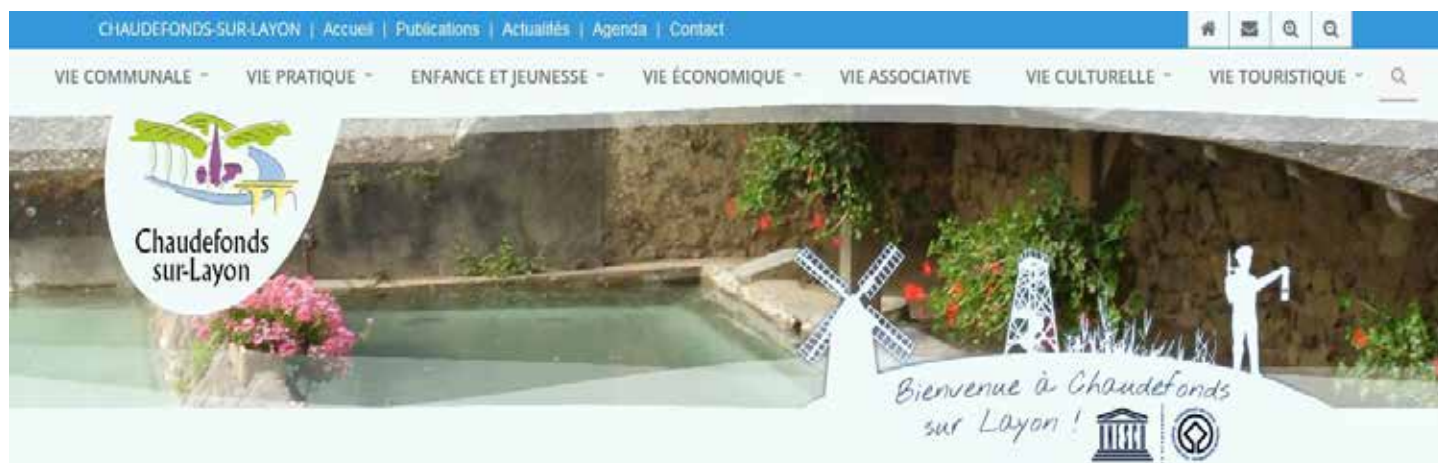 CHAUDEFONDS-SUR-LAYON | Accueil | Publications | Actualités | Agenda | Contact
VIE COMMUNALE VIE PRATIQUE ENFANCE ET JEUNESSE VIE ÉCONOMIQUE VIE ASSOCIATIVE VIE CULTURELLE VIE TOURISTIQUE
Chaudefonds
sur-Layon
Bienvenue à Chaudefonds
sur Layon !
UNESCO